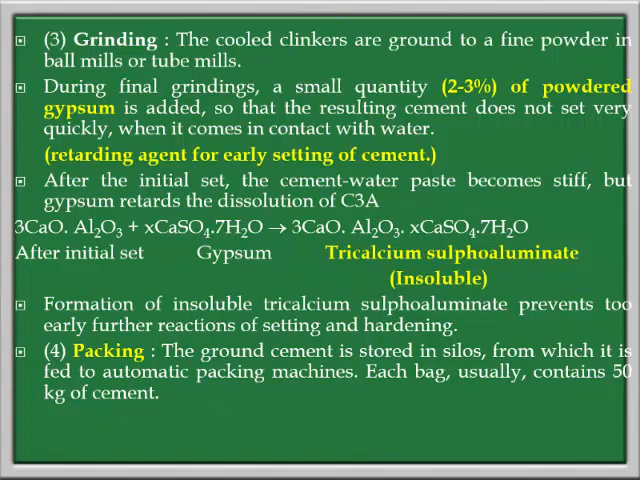 (3) Grinding : The cooled clinkers are ground to a fine powder in
ball mills or tube mills.
During final grindings, a small quantity (2-3%) of powdered
gypsum is added, so that the resulting cement does not set very
quickly, when it comes in contact with water.
(retarding agent for early setting of cement.)
After the initial set, the cement-water paste becomes stiff, but
gypsum retards the dissolution of C3A
3CaO. Al₂O₃ + xCaSO₄.7H₂O → 3CaO. Al₂O₃. xCaSO₄.7H₂O
After initial set Gypsum Tricalcium sulphoaluminate
(Insoluble)
Formation of insoluble tricalcium sulphoaluminate prevents too
early further reactions of setting and hardening.
(4) Packing : The ground cement is stored in silos, from which it is
fed to automatic packing machines. Each bag, usually, contains 50
kg of cement.